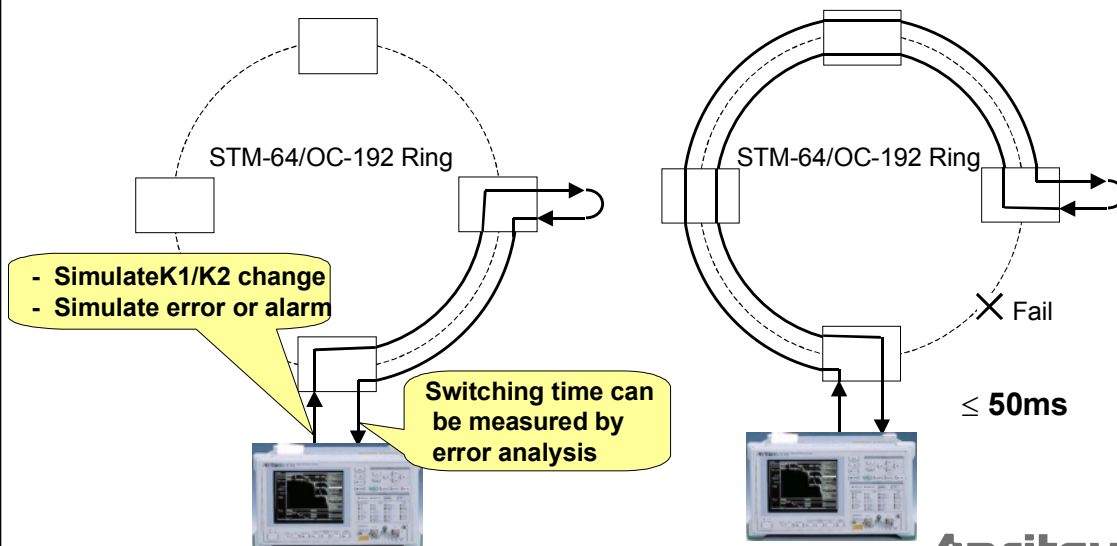 STM-64/OC-192 Ring
- SimulateK1/K2 change
- Simulate error or alarm
Switching time can
be measured by
error analysis
STM-64/OC-192 Ring
Fail
≤ 50ms